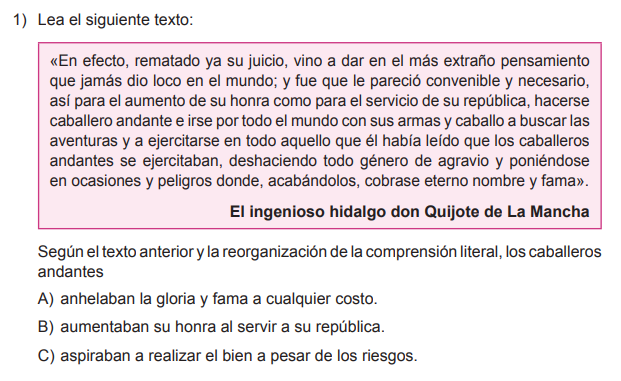 1) Lea el siguiente texto:
«En efecto, rematado ya su juicio, vino a dar en el más extraño pensamiento
que jamás dio loco en el mundo; y fue que le pareció convenible y necesario,
así para el aumento de su honra como para el servicio de su república, hacerse
caballero andante e irse por todo el mundo con sus armas y caballo a buscar las
aventuras y a ejercitarse en todo aquello que él había leído que los caballeros
andantes se ejercitaban, deshaciendo todo género de agravio y poniéndose
en ocasiones y peligros donde, acabándolos, cobrase eterno nombre y fama».
El ingenioso hidalgo don Quijote de La Mancha
Según el texto anterior y la reorganización de la comprensión literal, los caballeros
andantes
A) anhelaban la gloria y fama a cualquier costo.
B) aumentaban su honra al servir a su república.
C) aspiraban a realizar el bien a pesar de los riesgos.